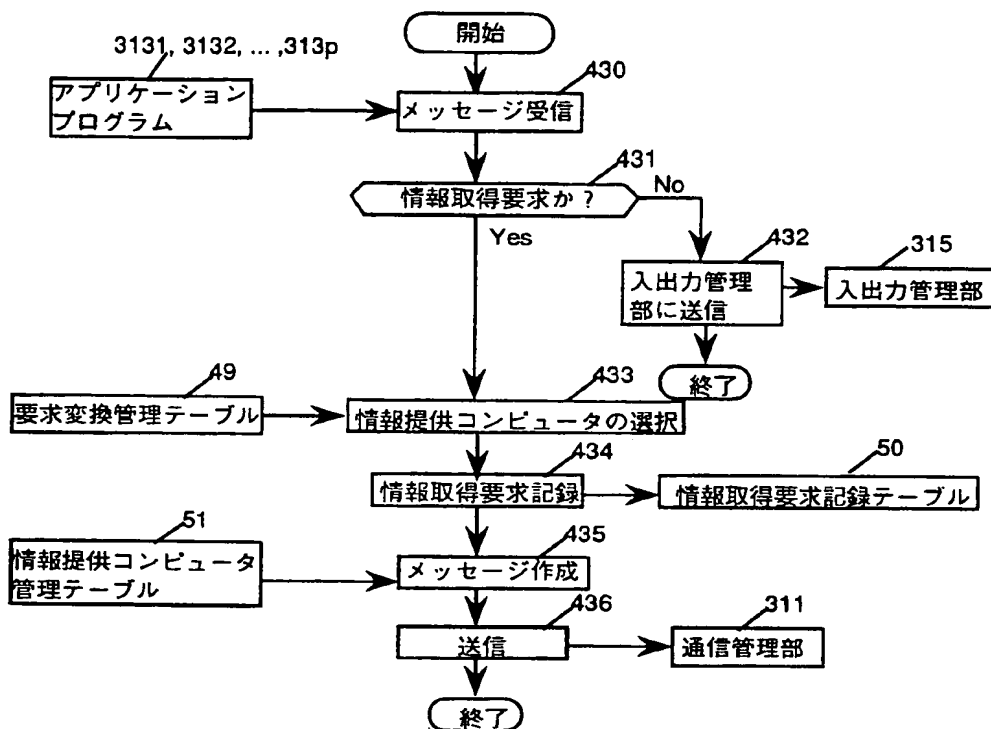 開始
3131, 3132, ... ,313p
430
アプリケーション
プログラム
メッセージ受信
431
情報取得要求か？
No
Yes
432
315
入出力管理
部に送信
入出力管理部
終了
49
433
要求変換管理テーブル
情報提供コンピュータの選択
434
50
情報取得要求記録
情報取得要求記録テーブル
51
435
情報提供コンピュータ
管理テーブル
メッセージ作成
436
311
送信
通信管理部
終了